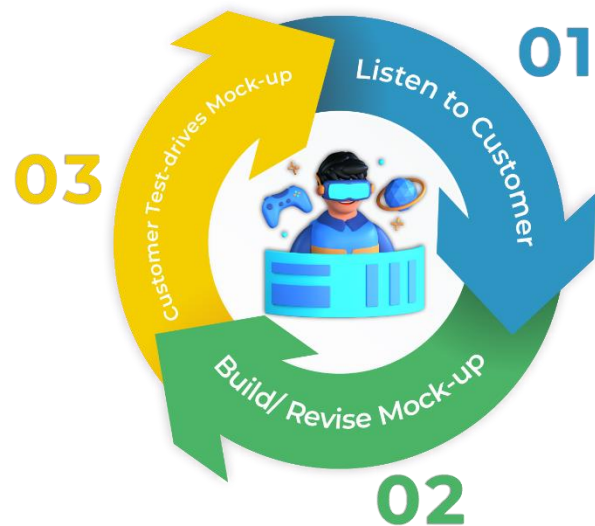 01
Listen to Customer
02
Build/ Revise Mock-up
03
Customer Test-drives Mock-up